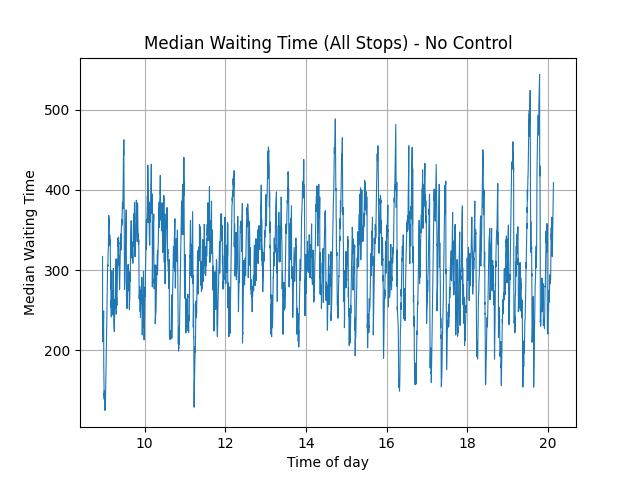 Median Waiting Time (All Stops) - No Control
500
400
300
200
Median Waiting Time
10 12 14 16 18 20
Time of day